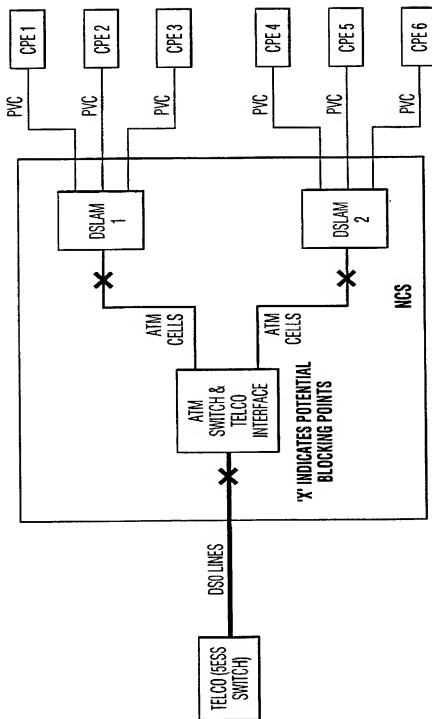 CPE 1
CPE 2
CPE 3
CPE 4
CPE 5
CPE 6
PVC
PVC
PVC
PVC
PVC
PVC
DSLAM
1
DSLAM
2
ATM
CELLS
ATM
CELLS
NCS
ATM
SWITCH &
TELCO
INTERFACE
'X' INDICATES POTENTIAL
BLOCKING POINTS
DS0 LINES
TELCO (5ESS
SWITCH)